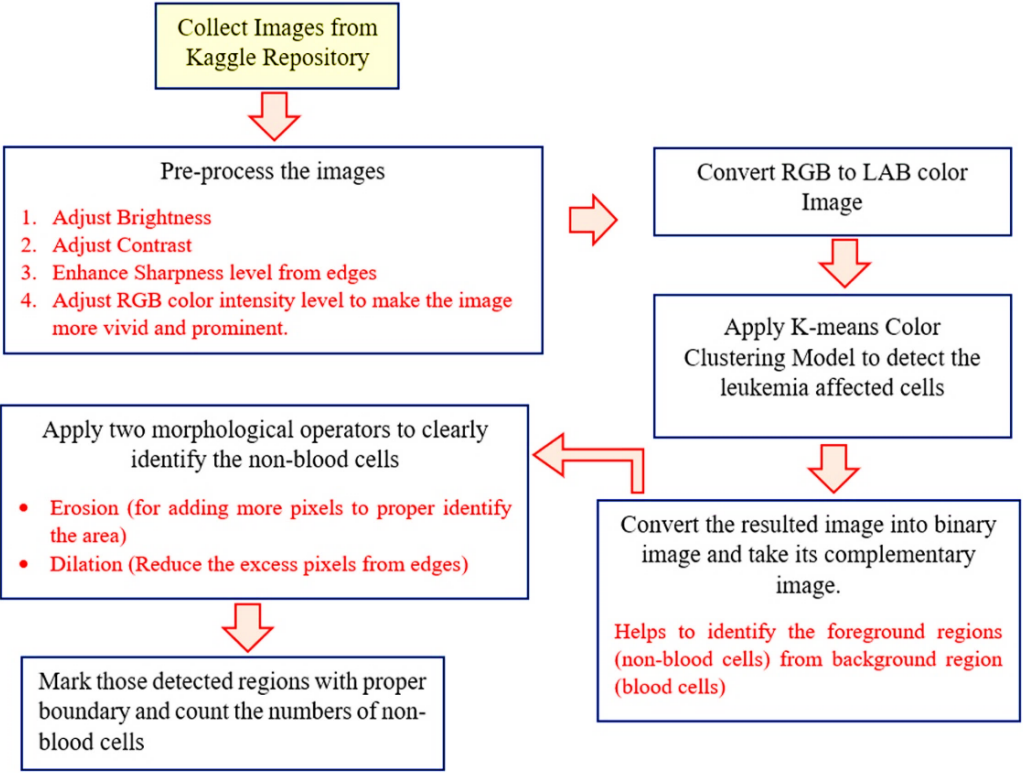 Collect Images from
Kaggle Repository
Pre-process the images
1. Adjust Brightness
2. Adjust Contrast
3. Enhance Sharpness level from edges
4. Adjust RGB color intensity level to make the image
more vivid and prominent.
Convert RGB to LAB color
Image
Apply K-means Color
Clustering Model to detect the
leukemia affected cells
Convert the resulted image into binary
image and take its complementary
image.
Helps to identify the foreground regions
(non-blood cells) from background region
(blood cells)
Apply two morphological operators to clearly
identify the non-blood cells
• Erosion (for adding more pixels to proper identify
the area)
• Dilation (Reduce the excess pixels from edges)
Mark those detected regions with proper
boundary and count the numbers of non-
blood cells